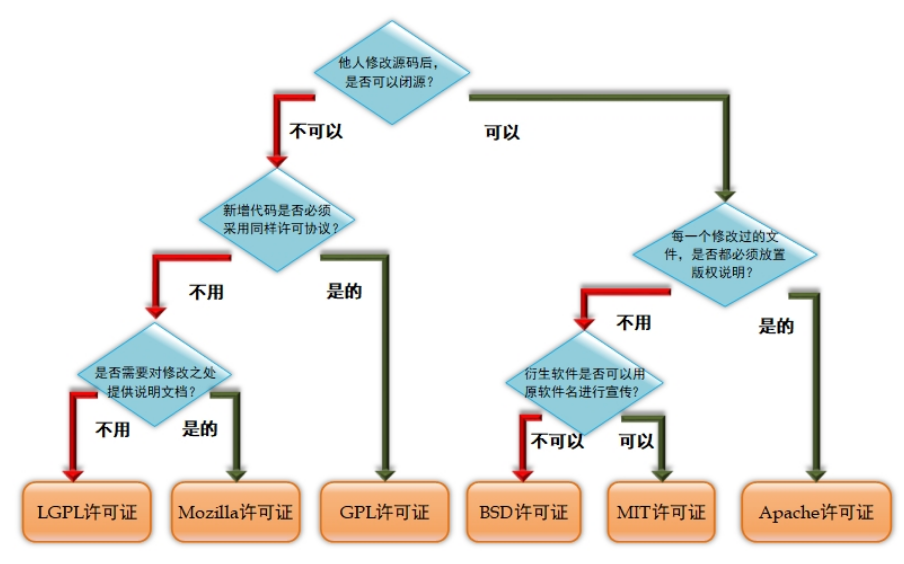 他人修改源码后，
是否可以闭源？
不可以
可以
新增代码是否必须
采用同样许可协议？
每一个修改过的文
件，是否都必须放置
版权说明？
不用
是的
不用
是的
是否需要对修改之处
提供说明文档？
衍生软件是否可以用
原软件名进行宣传？
不用
是的
不可以
可以
LGPL许可证
Mozilla许可证
GPL许可证
BSD许可证
MIT许可证
Apache许可证